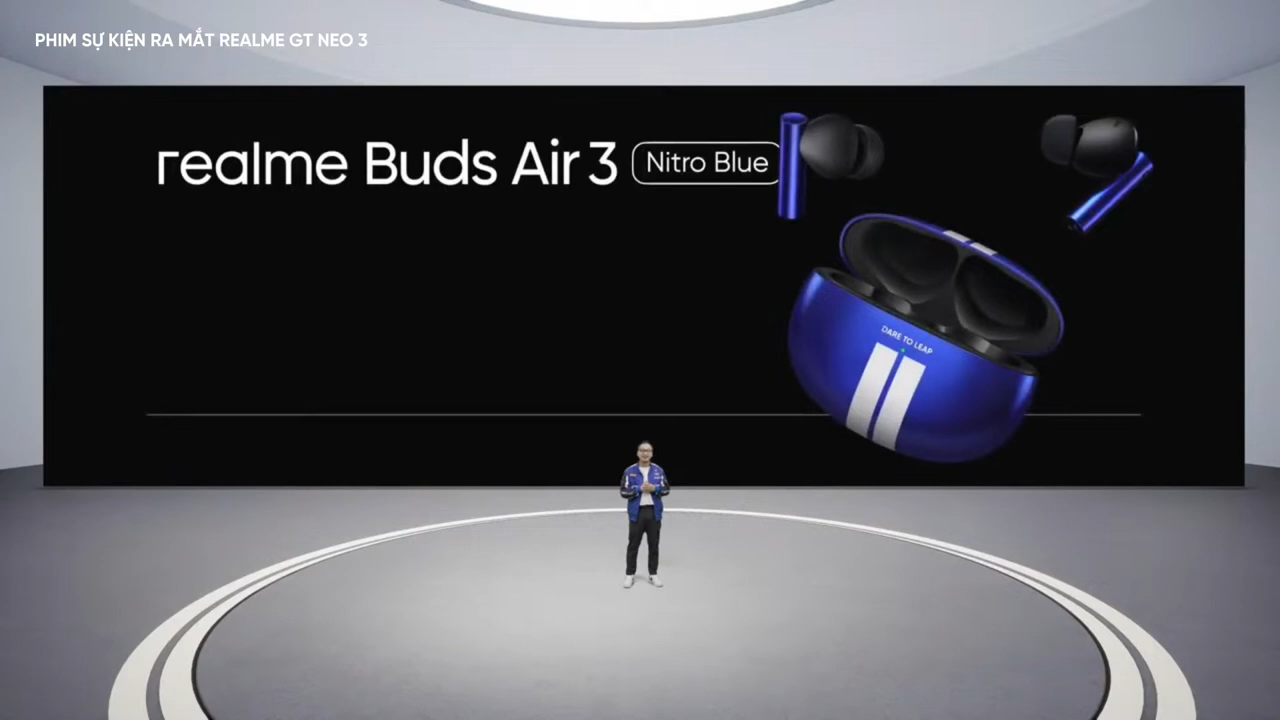 PHIM SỰ KIỆN RA MẮT REALME GT NEO 3
realme Buds Air 3 Nitro Blue
DARE TO LEAP